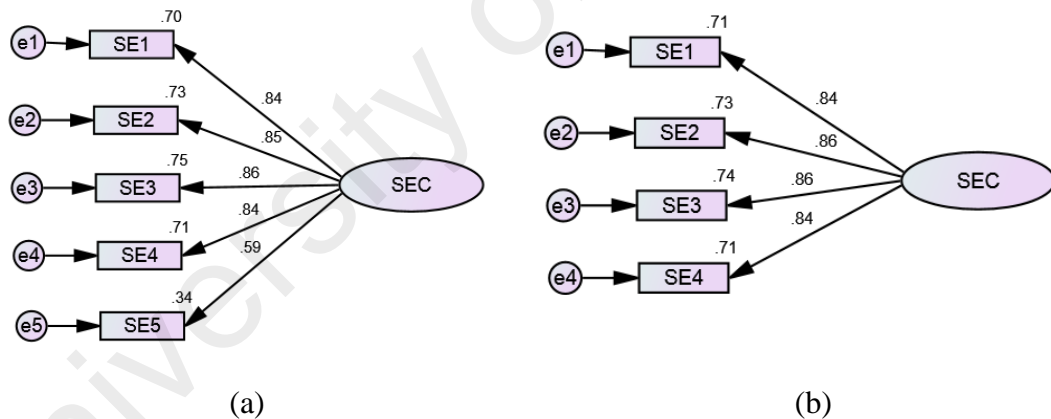 .70
e1 SE1
.84
.73
e2 SE2
.85
.75
e3 SE3
.86
SEC
.71
.84
e4 SE4
.59
.34
e5 SE5
(a)
.71
e1 SE1
.84
.73
e2 SE2
.86
.74
e3 SE3
.86
SEC
.71
.84
e4 SE4
(b)
University o